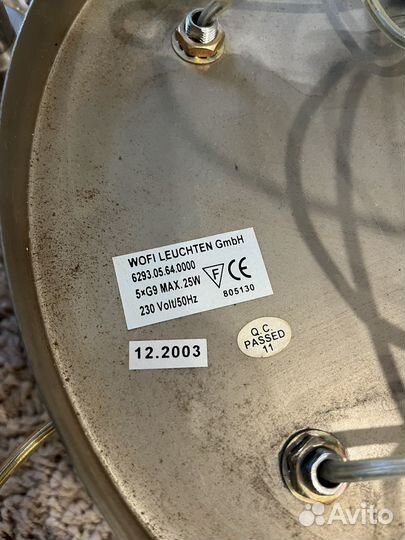 WOFI LEUCHTEN GmbH
6293.05.64.0000
5×G9 MAX.25W
F CE
230 Volt/50Hz
805130
12.2003
Q.C.
PASSED
11
Avito